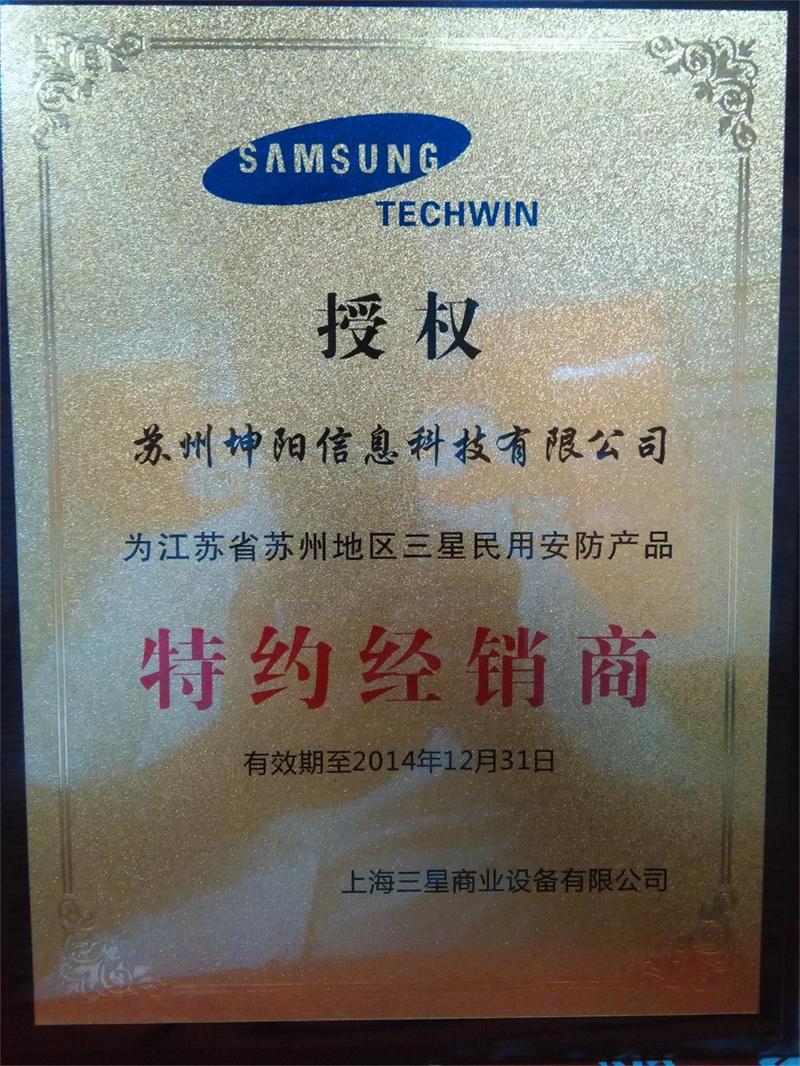 SAMSUNG
TECHWIN
授权
苏州坤阳信息科技有限公司
为江苏省苏州地区三星民用安防产品
特约经销商
有效期至2014年12月31日
上海三星商业设备有限公司